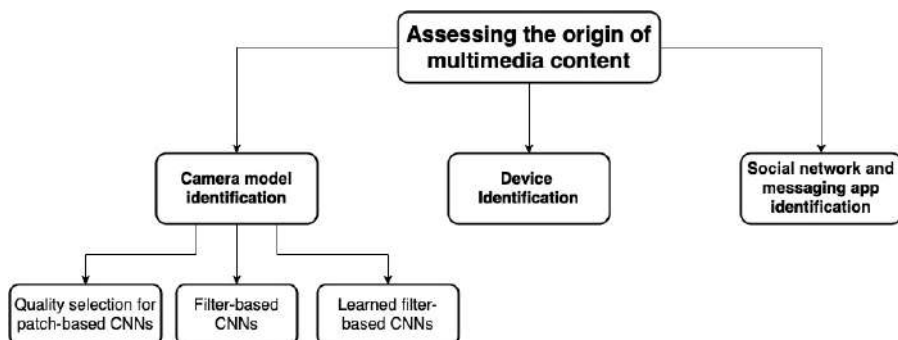 Assessing the origin of
multimedia content
Camera model
identification
Device
Identification
Social network and
messaging app
identification
Quality selection for
patch-based CNNs
Filter-based
CNNs
Learned filter-
based CNNs